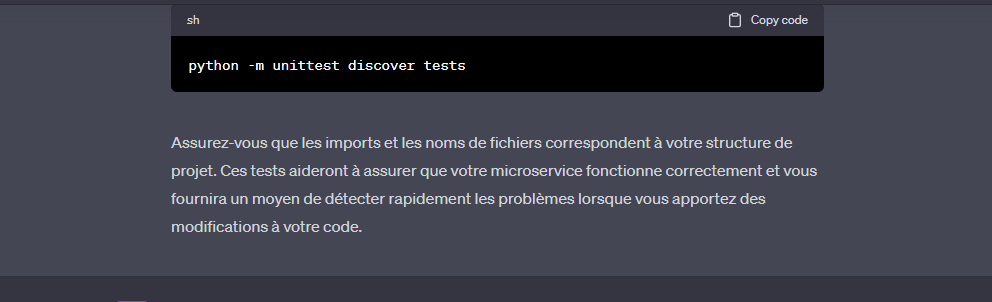 sh
Copy code
python -m unittest discover tests
Assurez-vous que les imports et les noms de fichiers correspondent à votre structure de
projet. Ces tests aideront à assurer que votre microservice fonctionne correctement et vous
fournira un moyen de détecter rapidement les problèmes lorsque vous apportez des
modifications à votre code.